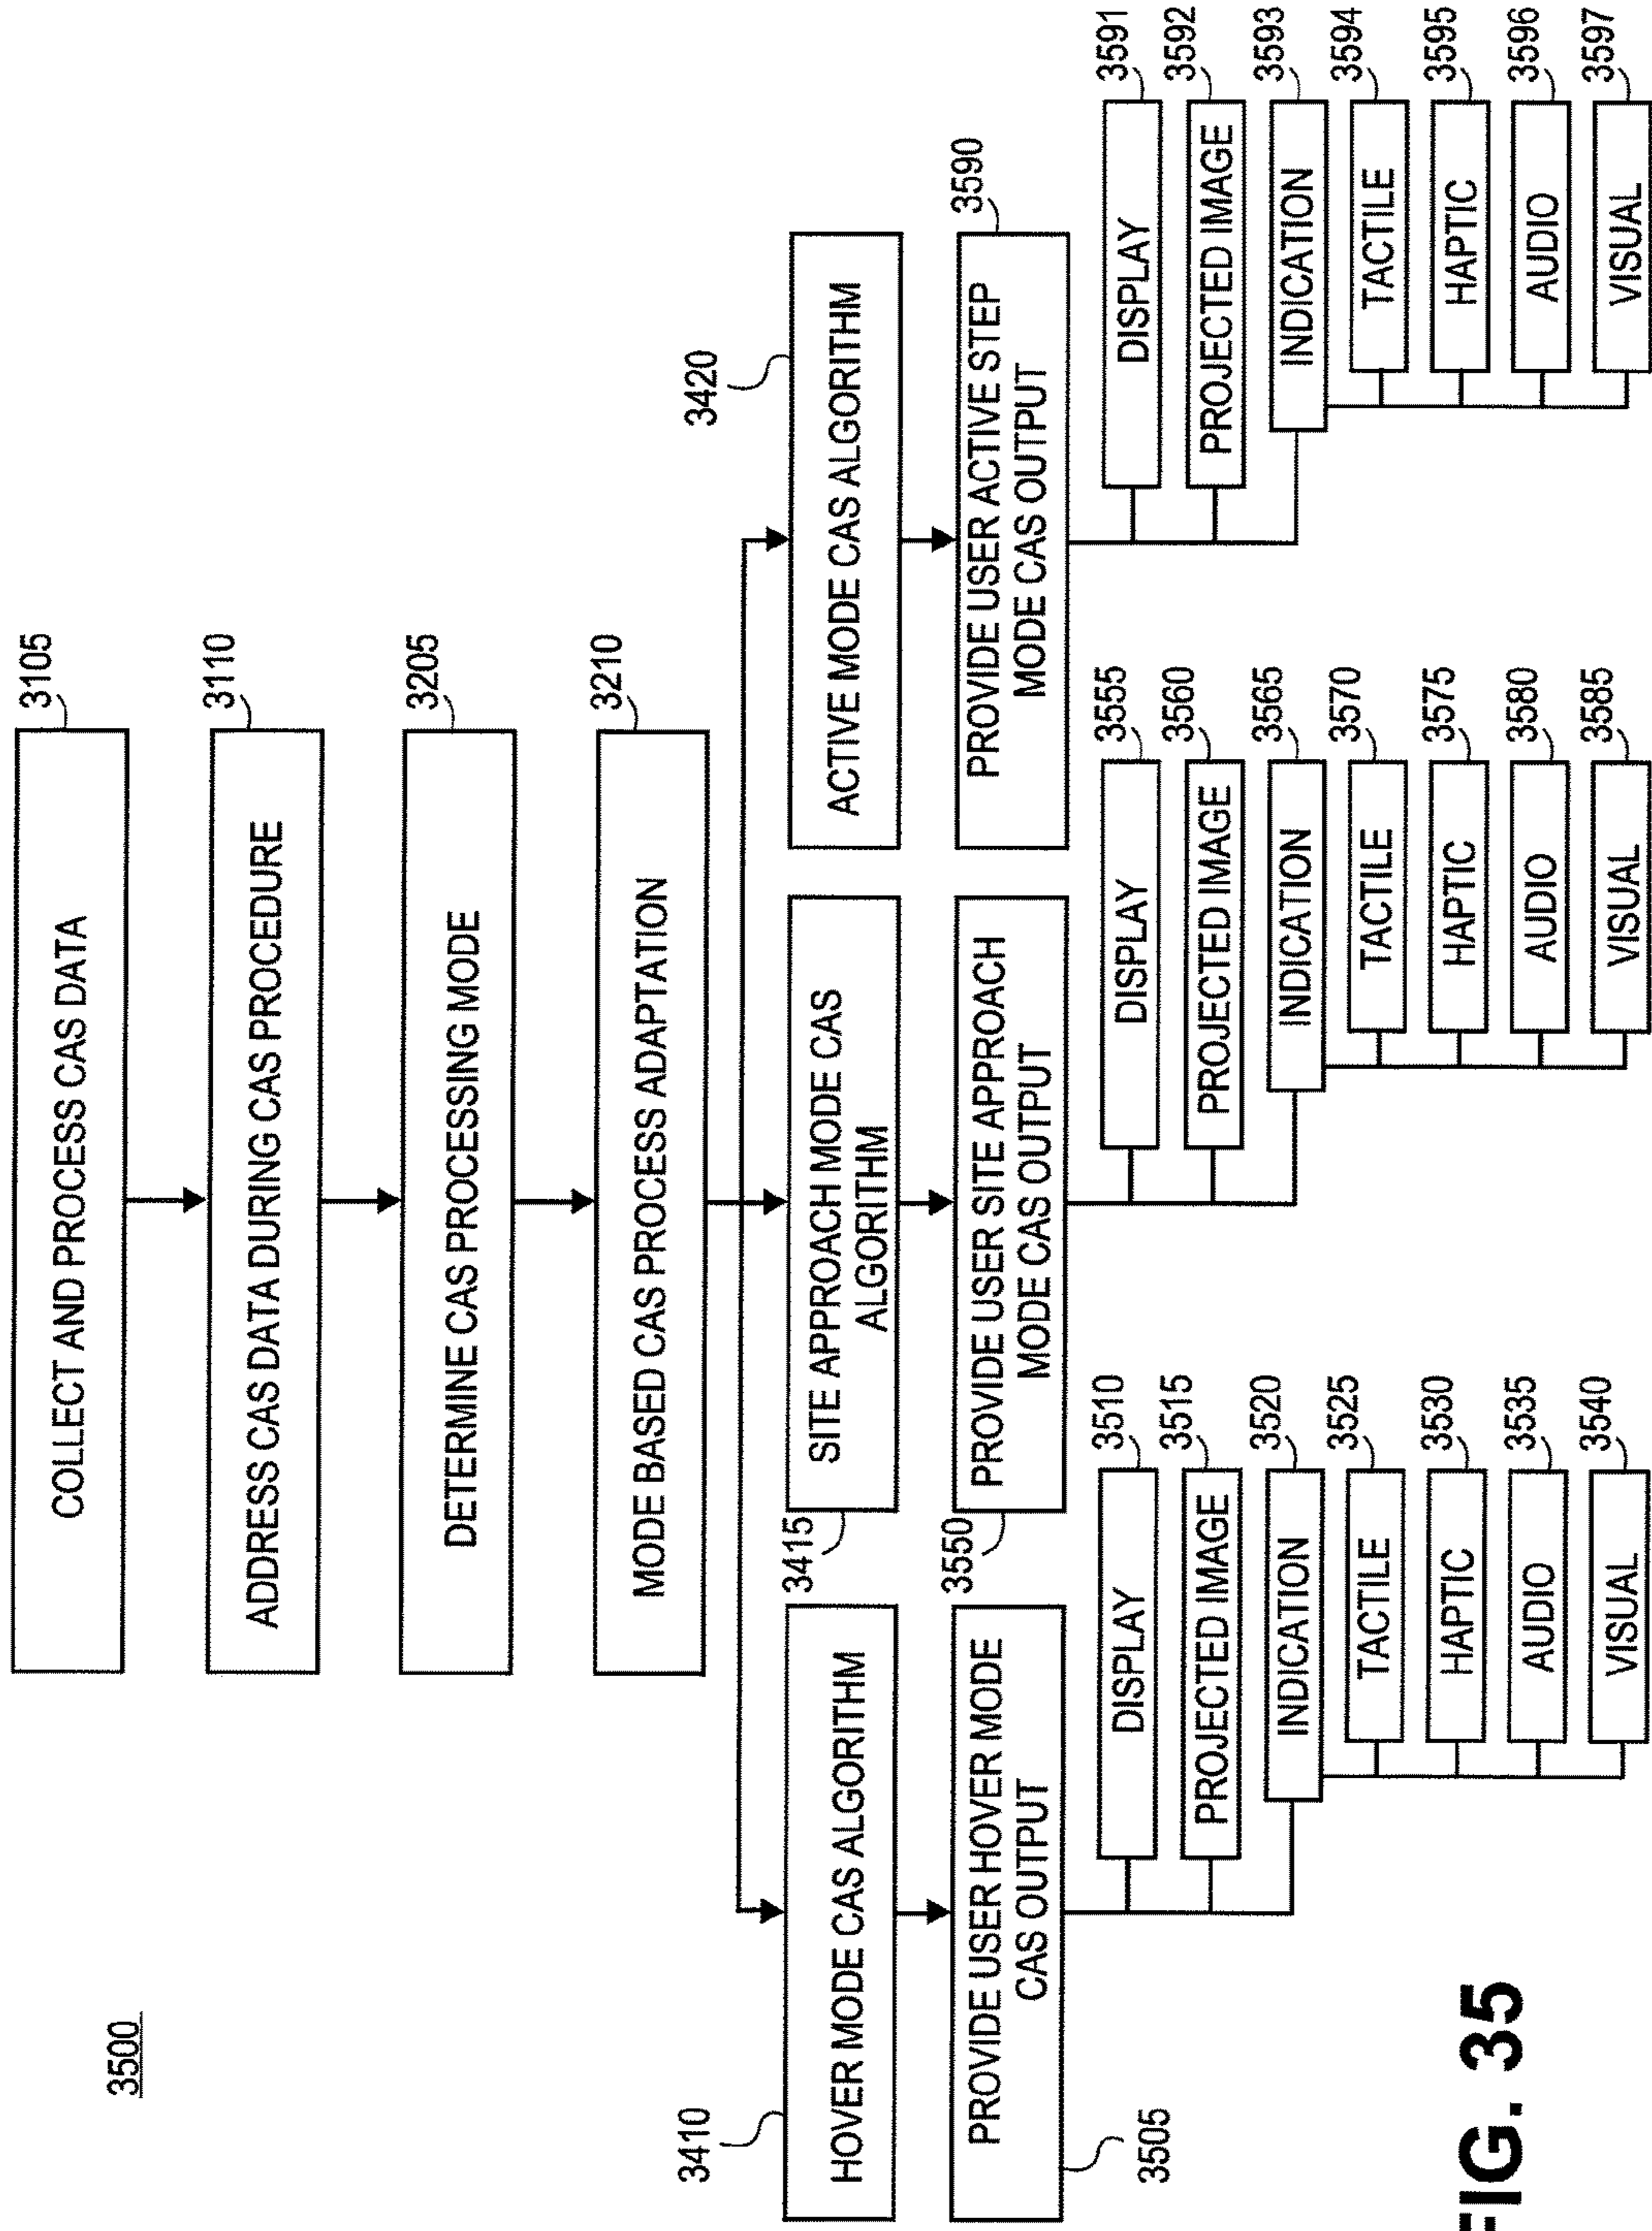 3500
COLLECT AND PROCESS CAS DATA
3105
ADDRESS CAS DATA DURING CAS PROCEDURE
3110
DETERMINE CAS PROCESSING MODE
3205
MODE BASED CAS PROCESS ADAPTATION
3210
3410
HOVER MODE CAS ALGORITHM
3415
SITE APPROACH MODE CAS
ALGORITHM
3420
ACTIVE MODE CAS ALGORITHM
PROVIDE USER HOVER MODE
CAS OUTPUT
3505
3550
PROVIDE USER SITE APPROACH
MODE CAS OUTPUT
PROVIDE USER ACTIVE STEP
MODE CAS OUTPUT
3590
DISPLAY
3510
PROJECTED IMAGE
3515
INDICATION
3520
TACTILE
3525
HAPTIC
3530
AUDIO
3535
VISUAL
3540
DISPLAY
3555
PROJECTED IMAGE
3560
INDICATION
3565
TACTILE
3570
HAPTIC
3575
AUDIO
3580
VISUAL
3585
DISPLAY
3591
PROJECTED IMAGE
3592
INDICATION
3593
TACTILE
3594
HAPTIC
3595
AUDIO
3596
VISUAL
3597
FIG. 35